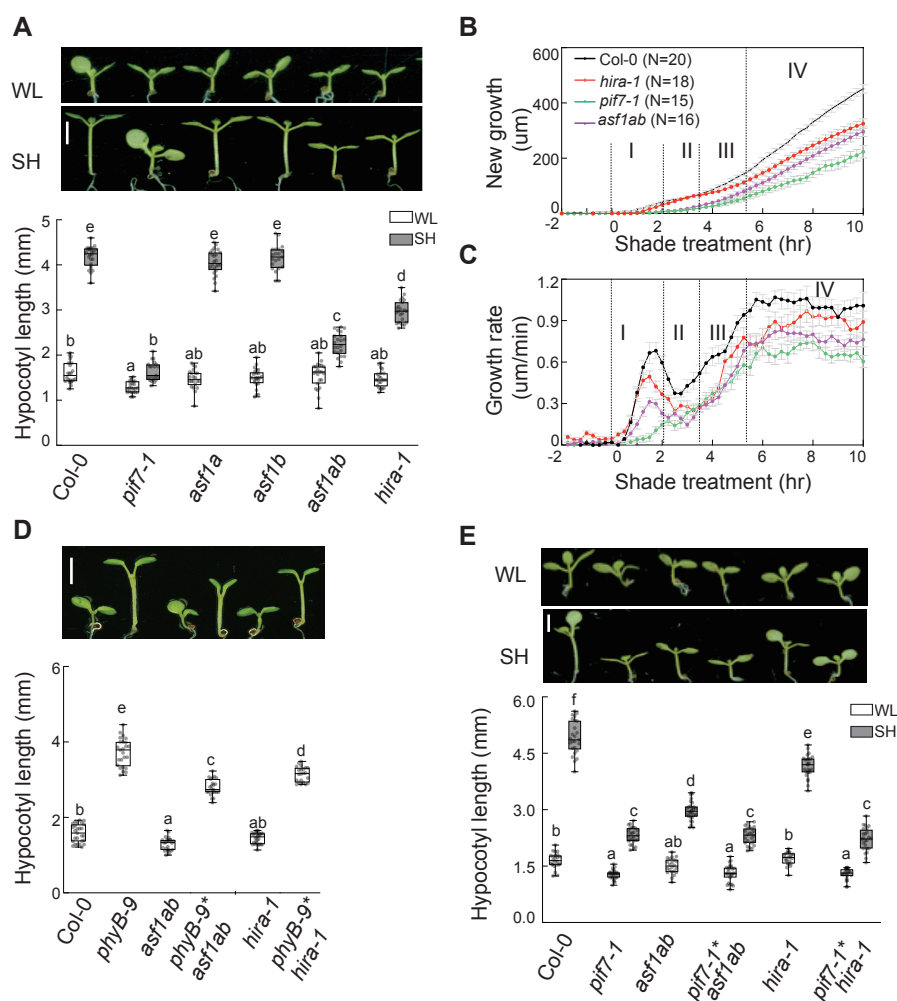 A
WL
SH
Hypocotyl length (mm)
5
4
3
2
1
0
WL
SH
b
e
a
b
ab
e
ab
e
ab
c
ab
d
Col-0
pif7-1
asf1a
asf1b
asf1ab
hira-1
B
New growth
(um)
600
400
200
0
Col-0 (N=20)
hira-1 (N=18)
pif7-1 (N=15)
asf1ab (N=16)
I
II
III
IV
-2 0 2 4 6 8 10
Shade treatment (hr)
C
Growth rate
(um/min)
1.2
0.9
0.6
0.3
0
I
II
III
IV
-2 0 2 4 6 8 10
Shade treatment (hr)
D
Hypocotyl length (mm)
6
4
2
0
b
e
a
c
ab
d
Col-0
phyB-9
asf1ab
phyB-9*
asf1ab
hira-1
phyB-9*
hira-1
E
WL
SH
Hypocotyl length (mm)
6.0
4.5
3.0
1.5
0.0
WL
SH
b
f
a
c
ab
d
a
c
b
e
a
c
Col-0
pif7-1
asf1ab
pif7-1*
asf1ab
hira-1
pif7-1*
hira-1